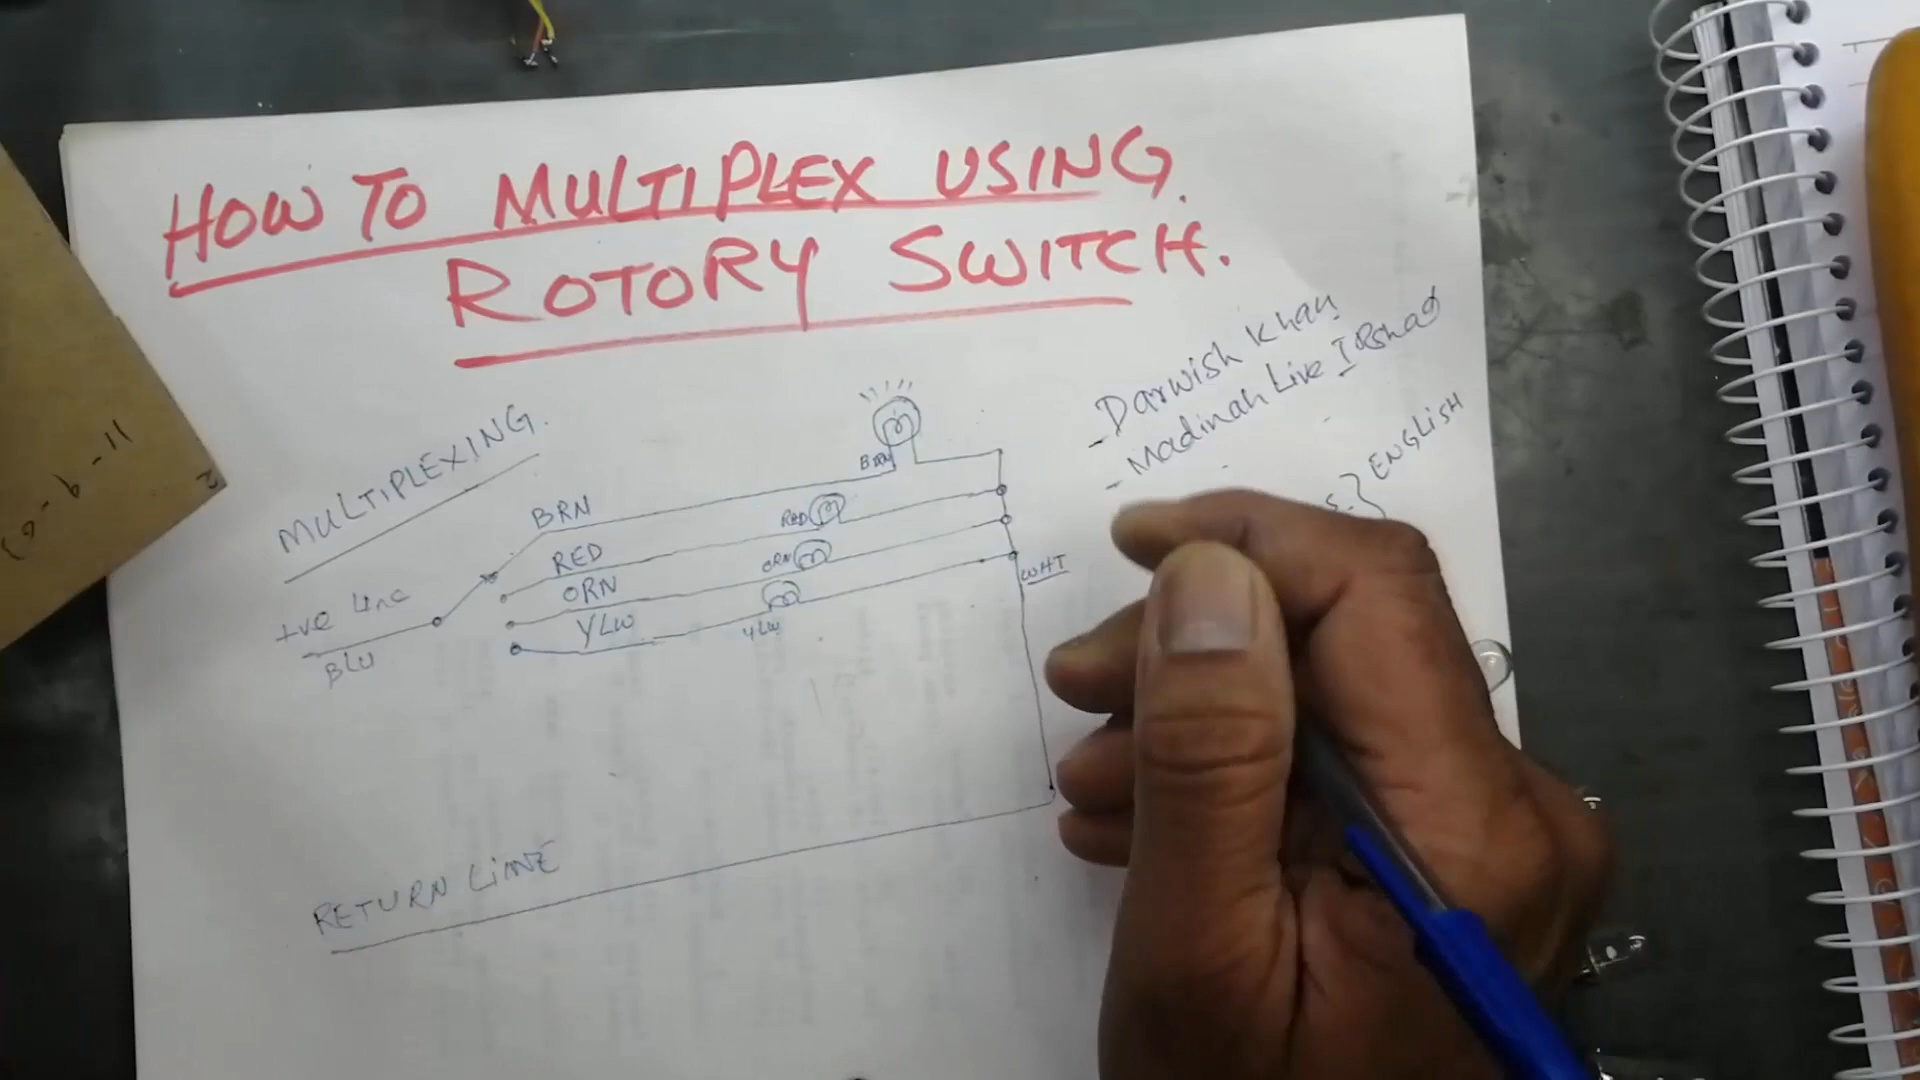 HOW TO MULTIPLEX USING.
ROTORY SWITCH.
MULTIPLEXING.
+ve Line
BLU
BRN
RED
ORN
YLW
BRN
RED
ORN
YLW
WHT
RETURN LINE
- Darwish Khan
- Madinah Live Irshad
S. } ENGLISH